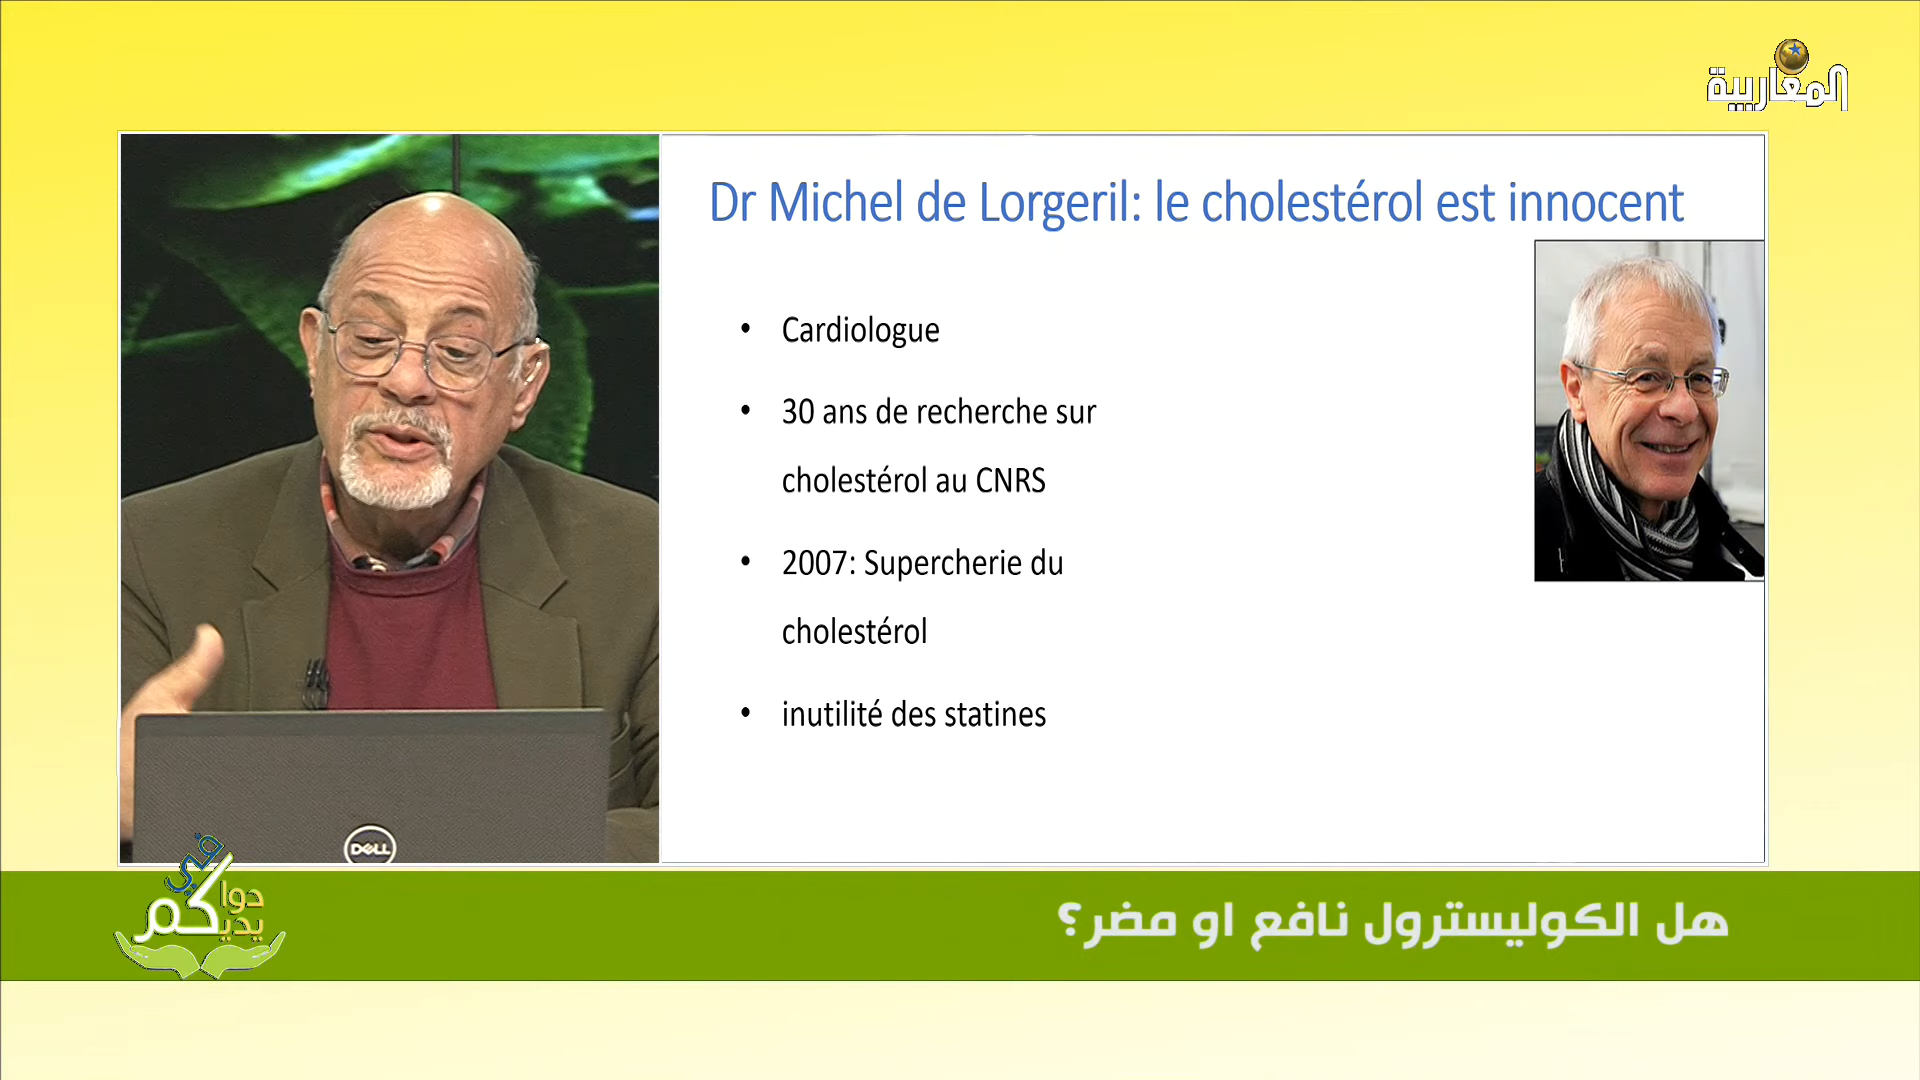 المغاربية
Dr Michel de Lorgeril: le cholestérol est innocent
• Cardiologue
• 30 ans de recherche sur
cholestérol au CNRS
• 2007: Supercherie du
cholestérol
• inutilité des statines
DELL
دواكم
في
يديكم
هل الكوليسترول نافع او مضر؟